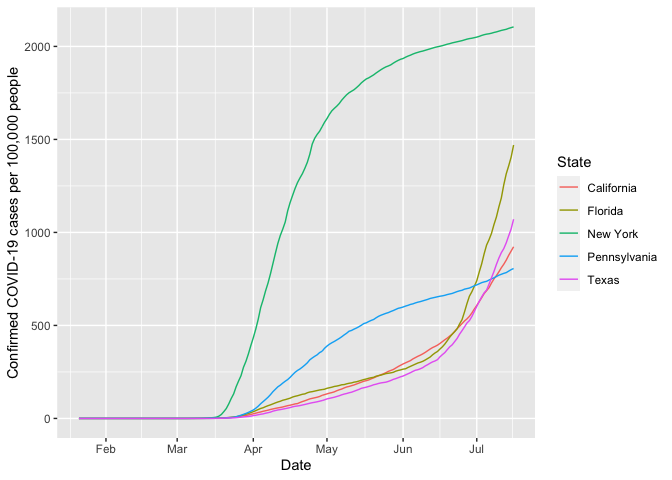 Confirmed COVID-19 cases per 100,000 people
2000
1500
1000
500
0
Feb Mar Apr May Jun Jul
Date
State
California
Florida
New York
Pennsylvania
Texas